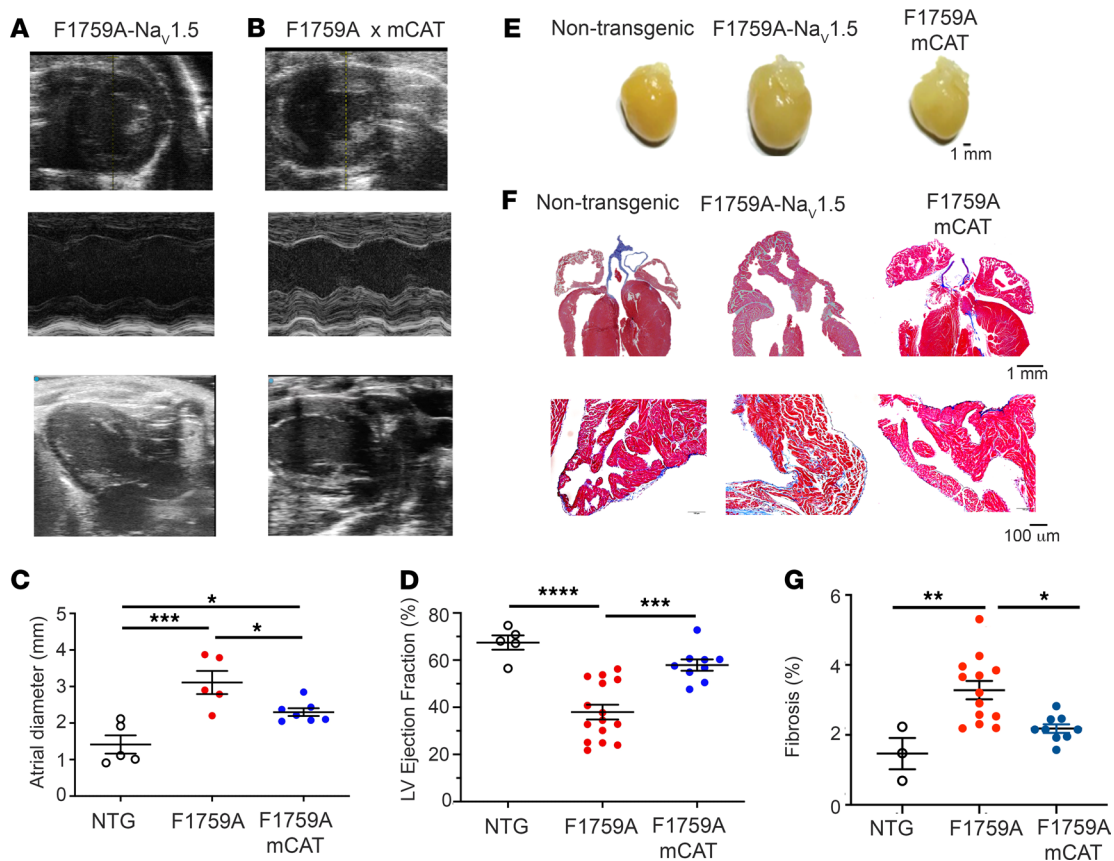 A
F1759A-NaV1.5
B
F1759A x mCAT
E
Non-transgenic
F1759A-NaV1.5
F1759A
mCAT
1 mm
F
Non-transgenic
F1759A-NaV1.5
F1759A
mCAT
1 mm
100 um
C
Atrial diameter (mm)
5
4
3
2
1
0
*
***
*
NTG
F1759A
F1759A
mCAT
D
LV Ejection Fraction (%)
80
60
40
20
0
****
***
NTG
F1759A
F1759A
mCAT
G
Fibrosis (%)
6
4
2
0
**
*
NTG
F1759A
F1759A
mCAT